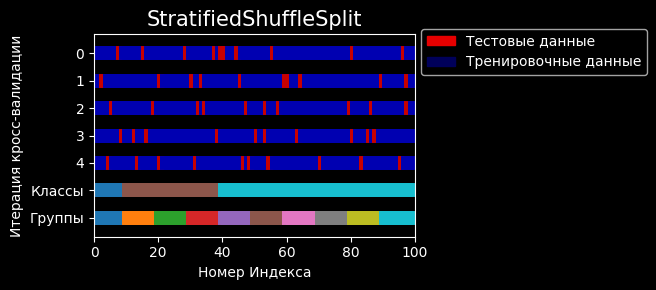 StratifiedShuffleSplit
Тестовые данные
Тренировочные данные
Итерация кросс-валидации
0
1
2
3
4
Классы
Группы
0 20 40 60 80 100
Номер Индекса